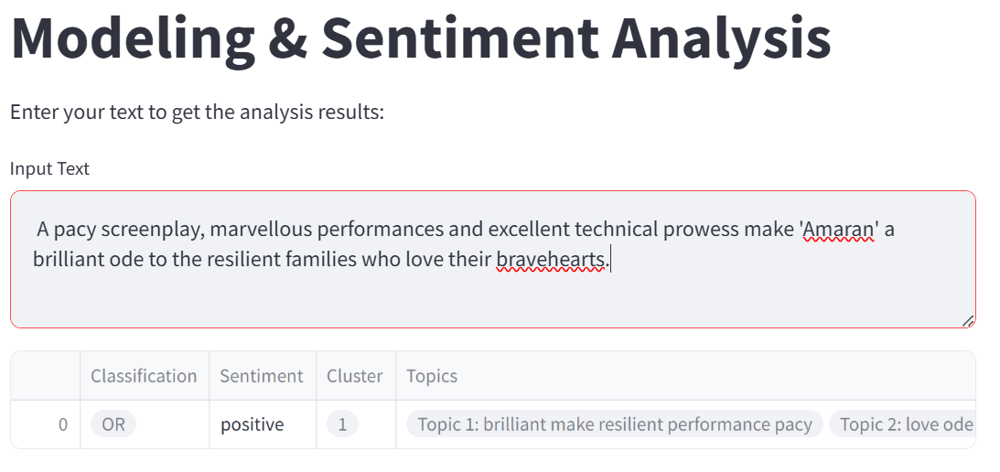 Modeling & Sentiment Analysis
Enter your text to get the analysis results:
Input Text
A pacy screenplay, marvellous performances and excellent technical prowess make 'Amaran' a
brilliant ode to the resilient families who love their bravehearts.
Classification Sentiment Cluster Topics
0 OR positive 1 Topic 1: brilliant make resilient performance pacy Topic 2: love ode